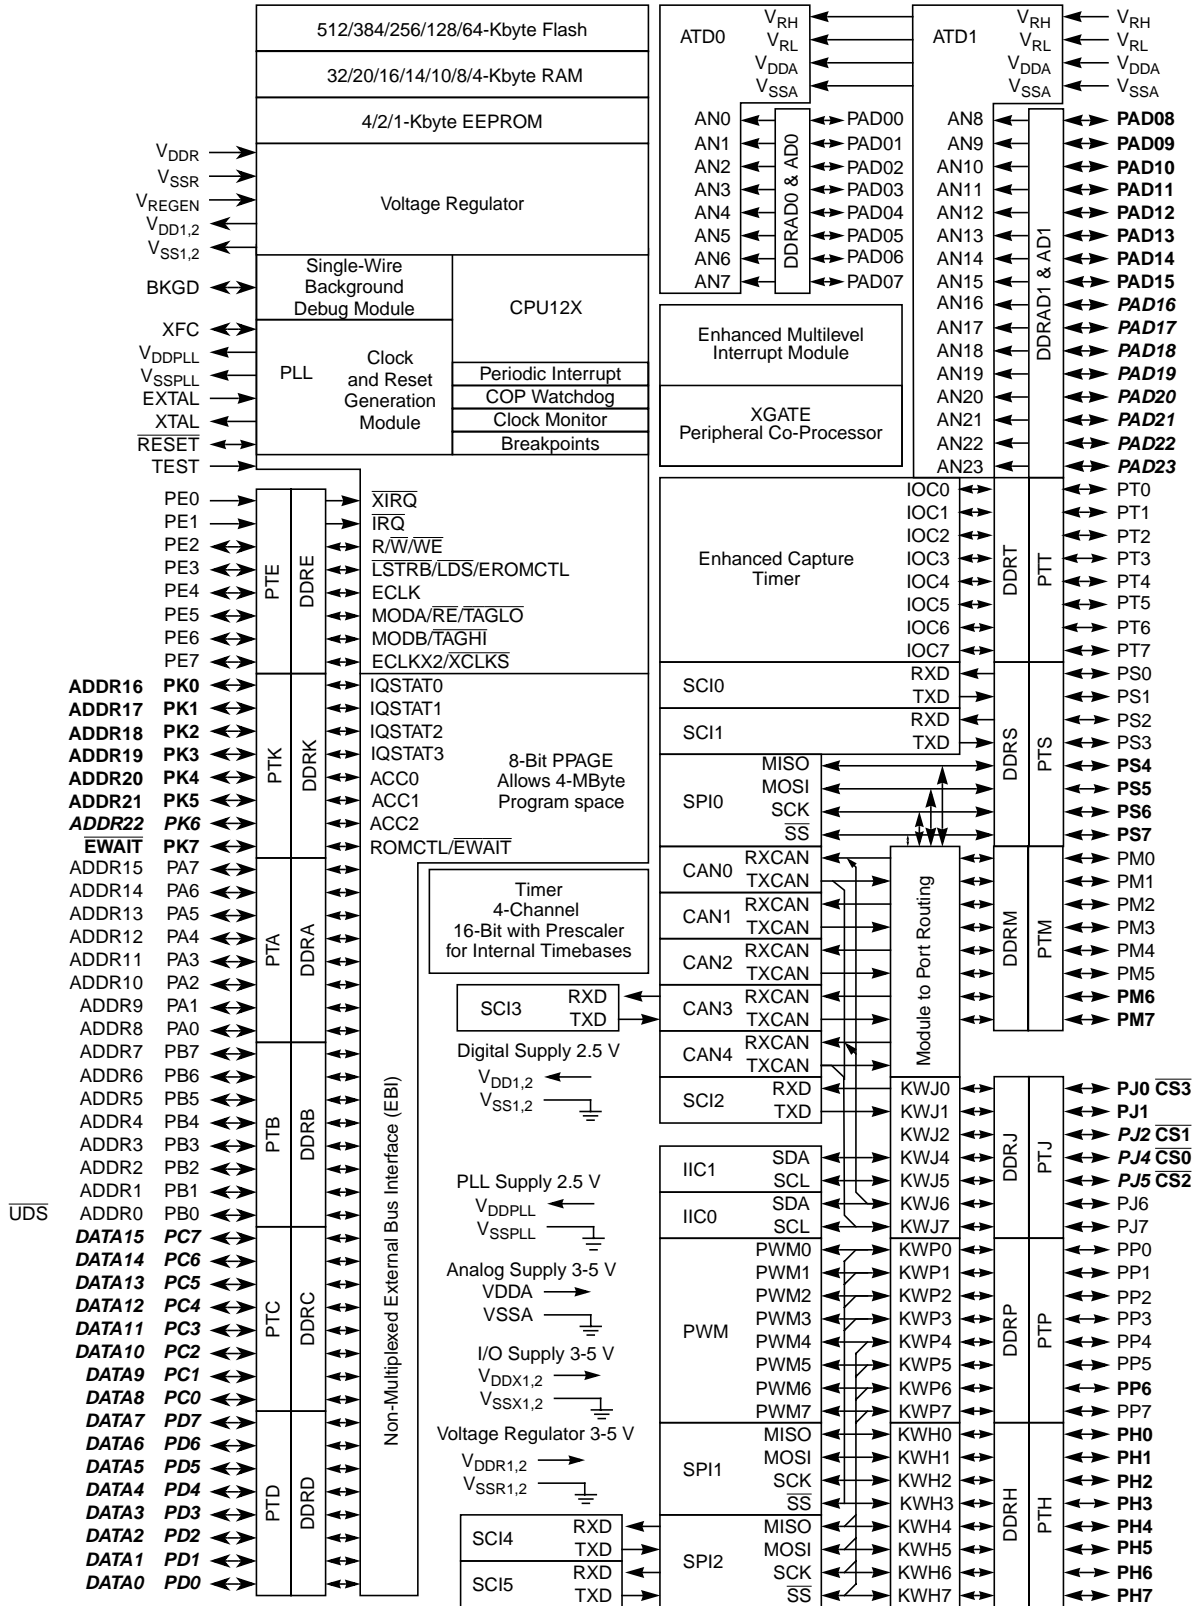 512/384/256/128/64-Kbyte Flash
32/20/16/14/10/8/4-Kbyte RAM
4/2/1-Kbyte EEPROM
VDDR
VSSR
VREGEN
VDD1,2
VSS1,2
Voltage Regulator
BKGD
Single-Wire
Background
Debug Module
CPU12X
XFC
VDDPLL
VSSPLL
EXTAL
XTAL
RESET
TEST
PLL
Clock
and Reset
Generation
Module
Periodic Interrupt
COP Watchdog
Clock Monitor
Breakpoints
PE0
PE1
PE2
PE3
PE4
PE5
PE6
PE7
PTE
DDRE
XIRQ
IRQ
R/W/WE
LSTRB/LDS/EROMCTL
ECLK
MODA/RE/TAGLO
MODB/TAGHI
ECLKX2/XCLKS
ADDR16 PK0
ADDR17 PK1
ADDR18 PK2
ADDR19 PK3
ADDR20 PK4
ADDR21 PK5
ADDR22 PK6
EWAIT PK7
PTK
DDRK
IQSTAT0
IQSTAT1
IQSTAT2
IQSTAT3
ACC0
ACC1
ACC2
ROMCTL/EWAIT
8-Bit PPAGE
Allows 4-MByte
Program space
ADDR15 PA7
ADDR14 PA6
ADDR13 PA5
ADDR12 PA4
ADDR11 PA3
ADDR10 PA2
ADDR9 PA1
ADDR8 PA0
PTA
DDRA
ADDR7 PB7
ADDR6 PB6
ADDR5 PB5
ADDR4 PB4
ADDR3 PB3
ADDR2 PB2
ADDR1 PB1
UDS ADDR0 PB0
PTB
DDRB
DATA15 PC7
DATA14 PC6
DATA13 PC5
DATA12 PC4
DATA11 PC3
DATA10 PC2
DATA9 PC1
DATA8 PC0
PTC
DDRC
DATA7 PD7
DATA6 PD6
DATA5 PD5
DATA4 PD4
DATA3 PD3
DATA2 PD2
DATA1 PD1
DATA0 PD0
PTD
DDRD
Non-Multiplexed External Bus Interface (EBI)
Timer
4-Channel
16-Bit with Prescaler
for Internal Timebases
SCI3
RXD
TXD
Digital Supply 2.5 V
VDD1,2
VSS1,2
PLL Supply 2.5 V
VDDPLL
VSSPLL
Analog Supply 3-5 V
VDDA
VSSA
I/O Supply 3-5 V
VDDX1,2
VSSX1,2
Voltage Regulator 3-5 V
VDDR1,2
VSSR1,2
SCI4
RXD
TXD
SCI5
RXD
TXD
ATD0
VRH
VRL
VDDA
VSSA
AN0
AN1
AN2
AN3
AN4
AN5
AN6
AN7
DDRAD0 & AD0
PAD00
PAD01
PAD02
PAD03
PAD04
PAD05
PAD06
PAD07
ATD1
VRH
VRL
VDDA
VSSA
VRH
VRL
VDDA
VSSA
AN8
AN9
AN10
AN11
AN12
AN13
AN14
AN15
AN16
AN17
AN18
AN19
AN20
AN21
AN22
AN23
DDRAD1 & AD1
PAD08
PAD09
PAD10
PAD11
PAD12
PAD13
PAD14
PAD15
PAD16
PAD17
PAD18
PAD19
PAD20
PAD21
PAD22
PAD23
Enhanced Multilevel
Interrupt Module
XGATE
Peripheral Co-Processor
Enhanced Capture
Timer
IOC0
IOC1
IOC2
IOC3
IOC4
IOC5
IOC6
IOC7
DDRT
PTT
PT0
PT1
PT2
PT3
PT4
PT5
PT6
PT7
SCI0
RXD
TXD
SCI1
RXD
TXD
SPI0
MISO
MOSI
SCK
SS
DDRS
PTS
PS0
PS1
PS2
PS3
PS4
PS5
PS6
PS7
CAN0
RXCAN
TXCAN
CAN1
RXCAN
TXCAN
CAN2
RXCAN
TXCAN
CAN3
RXCAN
TXCAN
CAN4
RXCAN
TXCAN
Module to Port Routing
DDRM
PTM
PM0
PM1
PM2
PM3
PM4
PM5
PM6
PM7
SCI2
RXD
TXD
IIC1
SDA
SCL
IIC0
SDA
SCL
KWJ0
KWJ1
KWJ2
KWJ4
KWJ5
KWJ6
KWJ7
DDRJ
PTJ
PJ0 CS3
PJ1
PJ2 CS1
PJ4 CS0
PJ5 CS2
PJ6
PJ7
PWM
PWM0
PWM1
PWM2
PWM3
PWM4
PWM5
PWM6
PWM7
KWP0
KWP1
KWP2
KWP3
KWP4
KWP5
KWP6
KWP7
DDRP
PTP
PP0
PP1
PP2
PP3
PP4
PP5
PP6
PP7
SPI1
MISO
MOSI
SCK
SS
SPI2
MISO
MOSI
SCK
SS
KWH0
KWH1
KWH2
KWH3
KWH4
KWH5
KWH6
KWH7
DDRH
PTH
PH0
PH1
PH2
PH3
PH4
PH5
PH6
PH7